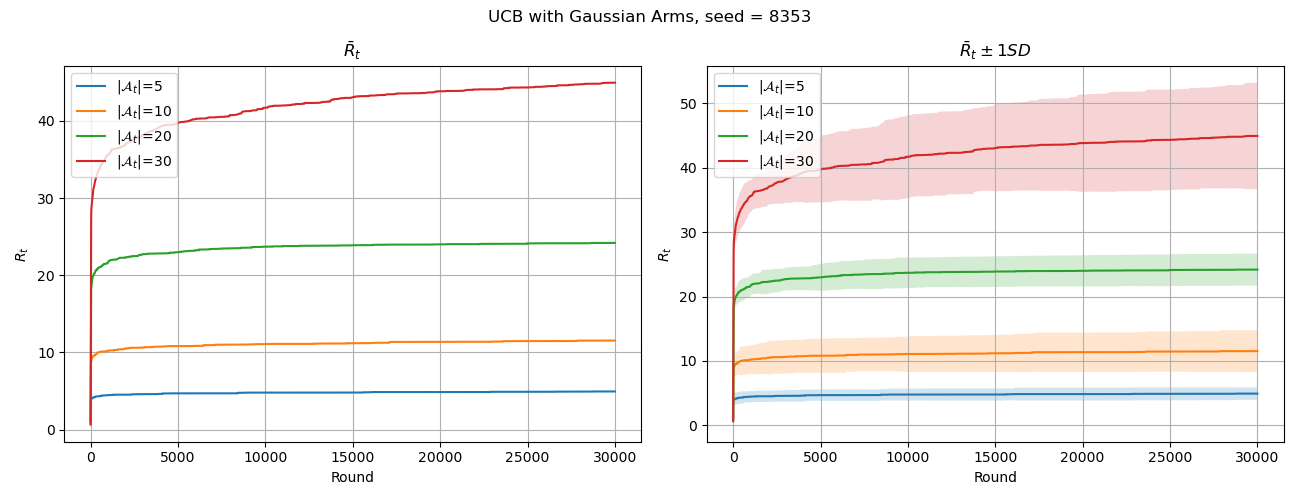 UCB with Gaussian Arms, seed = 8353
R̄ₜ
|𝒜ₜ|=5
|𝒜ₜ|=10
|𝒜ₜ|=20
|𝒜ₜ|=30
Rₜ
40
30
20
10
0
0 5000 10000 15000 20000 25000 30000
Round
R̄ₜ ± 1SD
|𝒜ₜ|=5
|𝒜ₜ|=10
|𝒜ₜ|=20
|𝒜ₜ|=30
Rₜ
50
40
30
20
10
0
0 5000 10000 15000 20000 25000 30000
Round